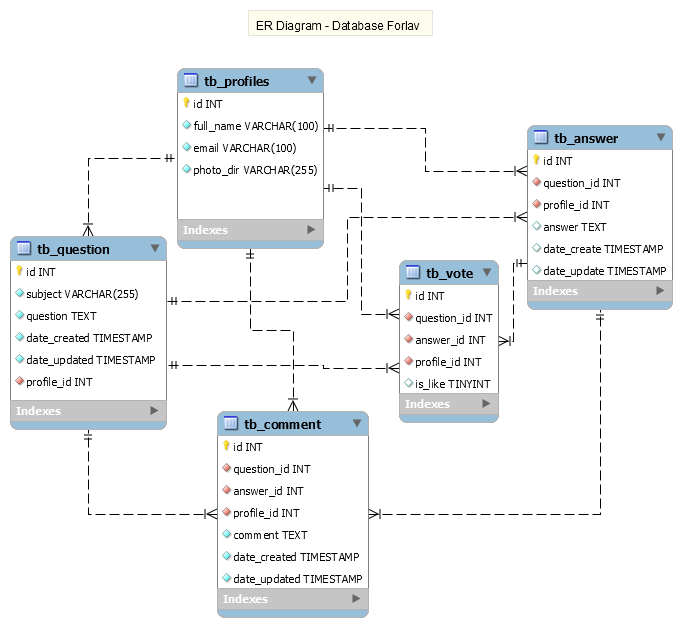 ER Diagram - Database Forlav
tb_profiles
id INT
full_name VARCHAR(100)
email VARCHAR(100)
photo_dir VARCHAR(255)
Indexes
tb_answer
id INT
question_id INT
profile_id INT
answer TEXT
date_create TIMESTAMP
date_update TIMESTAMP
Indexes
tb_question
id INT
subject VARCHAR(255)
question TEXT
date_created TIMESTAMP
date_updated TIMESTAMP
profile_id INT
Indexes
tb_vote
id INT
question_id INT
answer_id INT
profile_id INT
is_like TINYINT
Indexes
tb_comment
id INT
question_id INT
answer_id INT
profile_id INT
comment TEXT
date_created TIMESTAMP
date_updated TIMESTAMP
Indexes